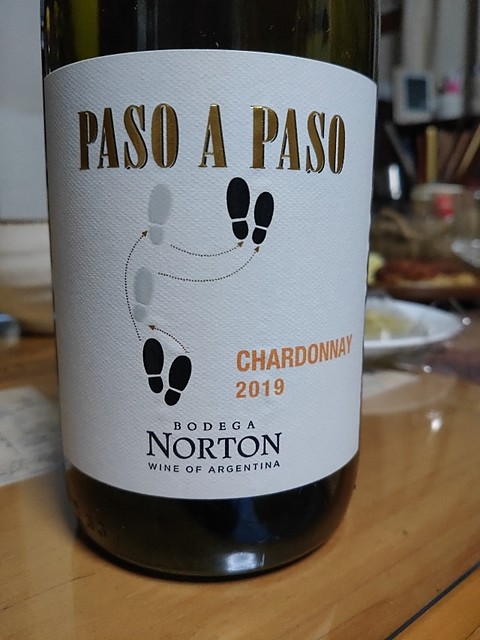 PASO A PASO
CHARDONNAY
2019
BODEGA
NORTON
WINE OF ARGENTINA